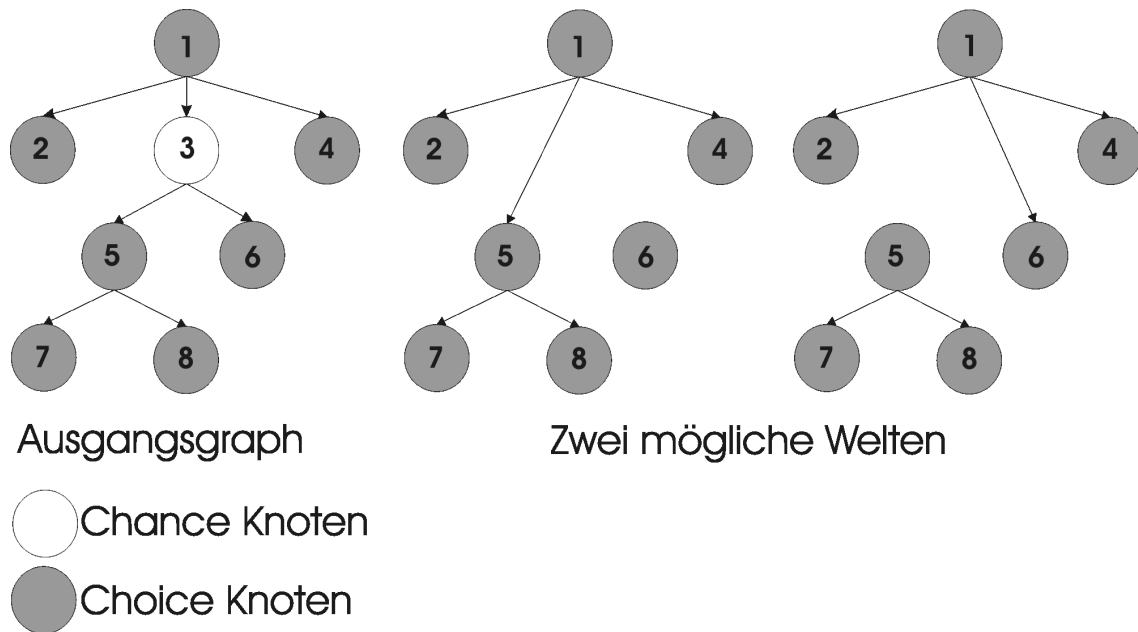 1 1 1
2 3 4 2 4 2 4
5 6 5 6 5 6
7 8 7 8 7 8
Ausgangsgraph
Zwei mögliche Welten
Chance Knoten
Choice Knoten